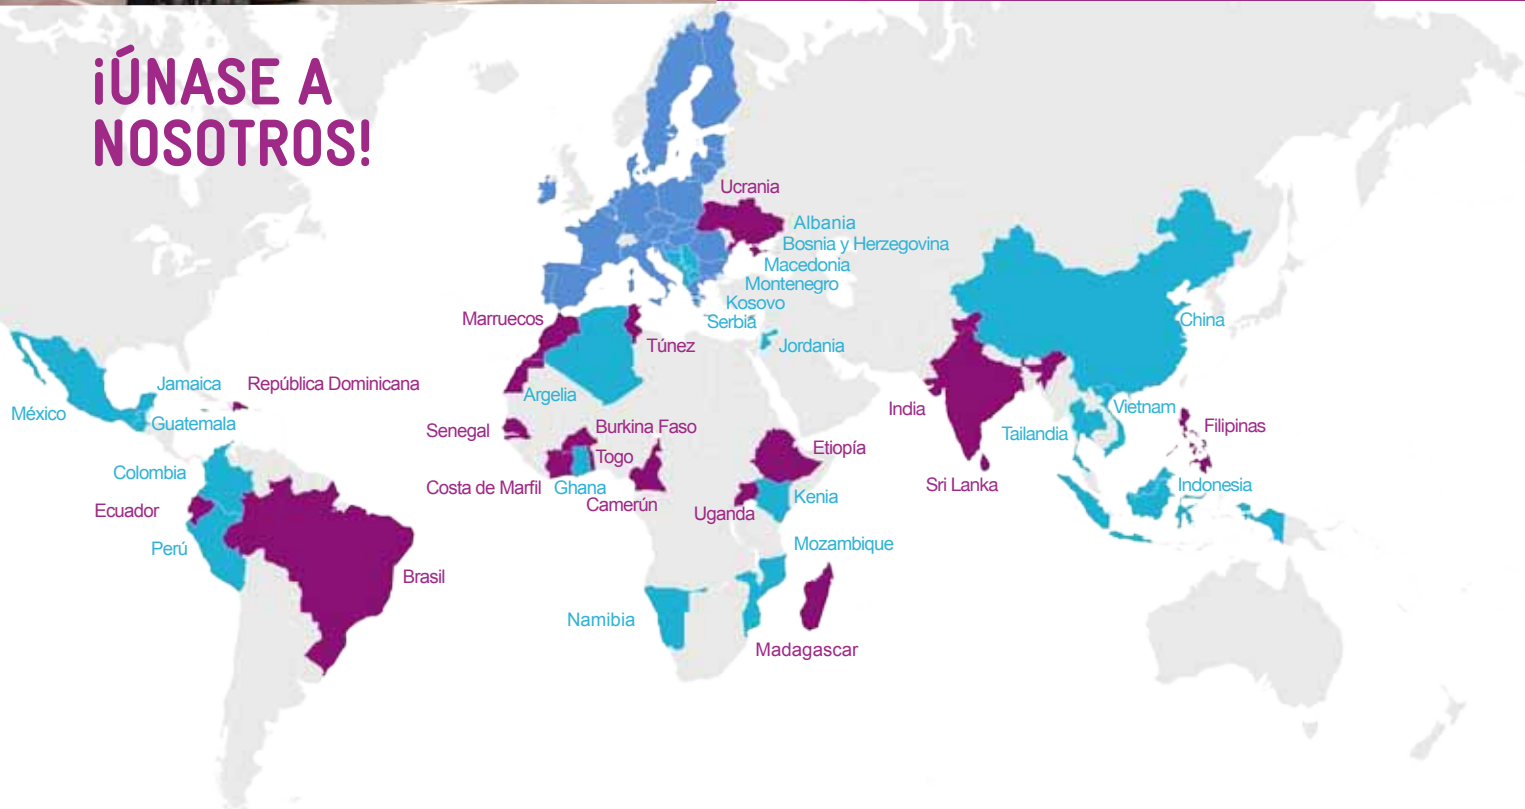 ¡ÚNASE A
NOSOTROS!
Ucrania
Albania
Bosnia y Herzegovina
Macedonia
Montenegro
Kosovo
Serbia
Marruecos
China
Túnez
Jordania
Jamaica
República Dominicana
Argelia
México
Guatemala
India
Vietnam
Senegal
Burkina Faso
Filipinas
Tailandia
Etiopía
Togo
Colombia
Costa de Marfil
Ghana
Sri Lanka
Indonesia
Kenia
Camerún
Ecuador
Uganda
Perú
Mozambique
Brasil
Namibia
Madagascar